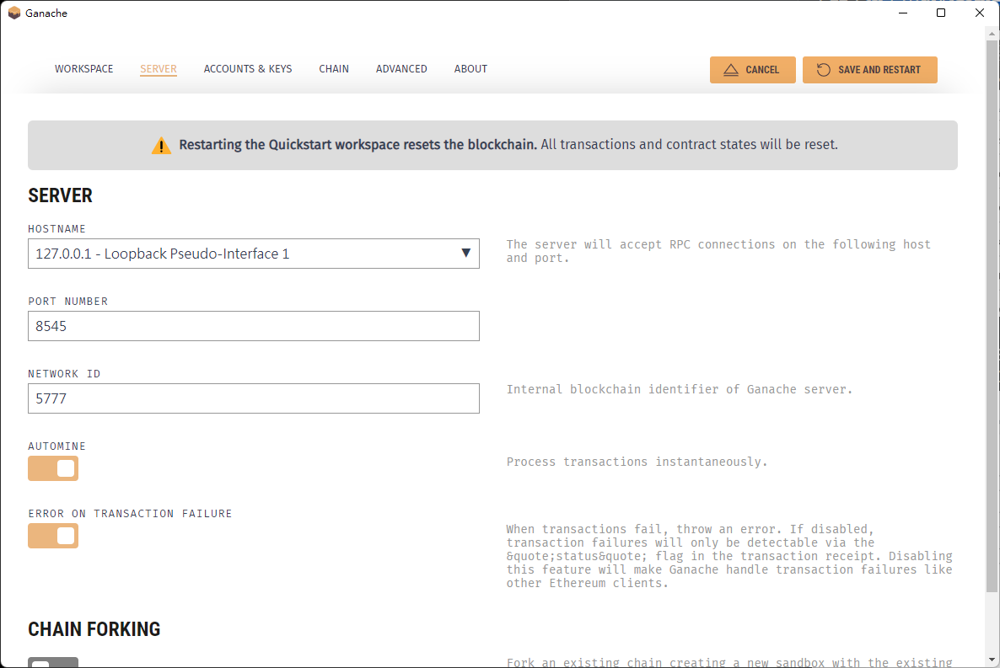 Ganache
WORKSPACE SERVER ACCOUNTS & KEYS CHAIN ADVANCED ABOUT CANCEL SAVE AND RESTART
Restarting the Quickstart workspace resets the blockchain. All transactions and contract states will be reset.
SERVER
HOSTNAME
127.0.0.1 - Loopback Pseudo-Interface 1
The server will accept RPC connections on the following host
and port.
PORT NUMBER
8545
NETWORK ID
5777
Internal blockchain identifier of Ganache server.
AUTOMINE
Process transactions instantaneously.
ERROR ON TRANSACTION FAILURE
When transactions fail, throw an error. If disabled,
transaction failures will only be detectable via the
&quote;status&quote; flag in the transaction receipt. Disabling
this feature will make Ganache handle transaction failures like
other Ethereum clients.
CHAIN FORKING
Fork an existing chain creating a new sandbox with the existing